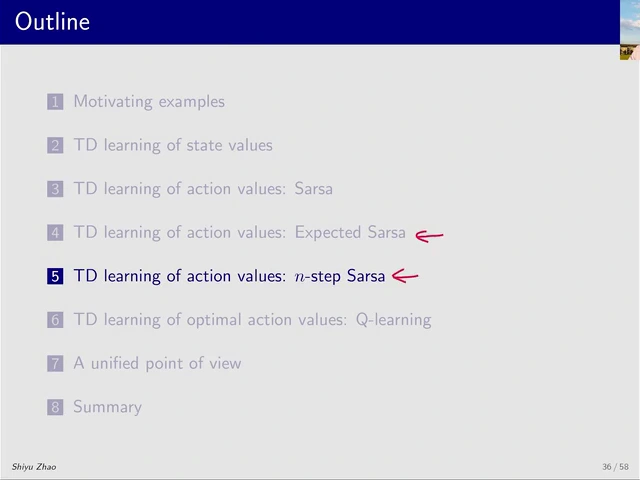 Outline
1 Motivating examples
2 TD learning of state values
3 TD learning of action values: Sarsa
4 TD learning of action values: Expected Sarsa
5 TD learning of action values: n-step Sarsa
6 TD learning of optimal action values: Q-learning
7 A unified point of view
8 Summary
Shiyu Zhao 36 / 58